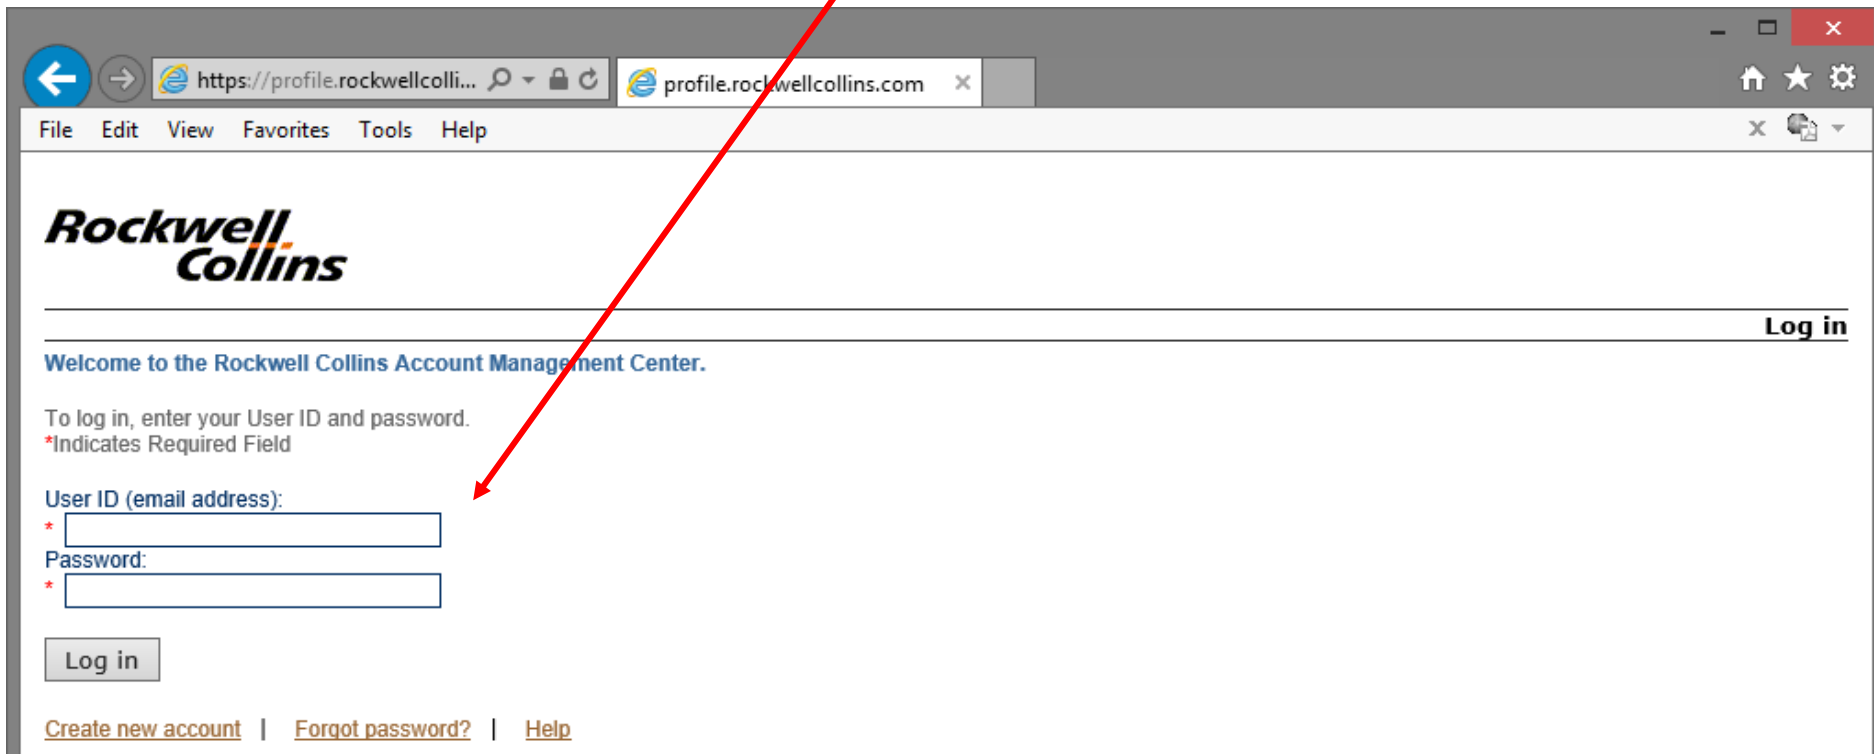 https://profile.rockwellcolli...
profile.rockwellcollins.com
File Edit View Favorites Tools Help
Rockwell
Collins
Log in
Welcome to the Rockwell Collins Account Management Center.
To log in, enter your User ID and password.
*Indicates Required Field
User ID (email address):
*
Password:
*
Log in
Create new account | Forgot password? | Help